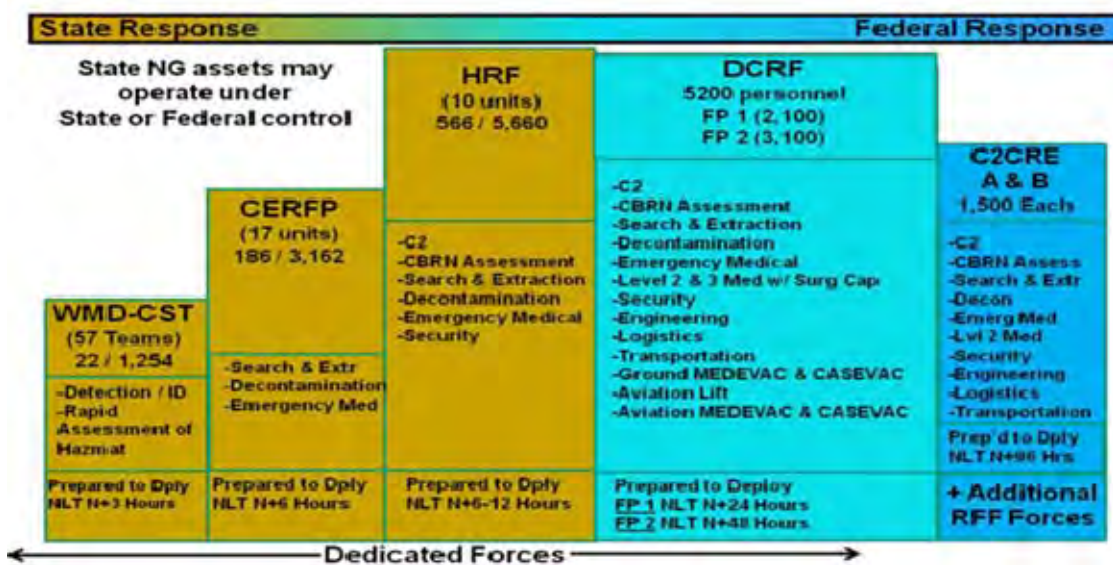 State Response
Federal Response
State NG assets may
operate under
State or Federal control
WMD-CST
(57 Teams)
22 / 1,254
-Detection / ID
-Rapid
Assessment of
Hazmat
Prepared to Dply
NLT N+3 Hours
CERFP
(17 units)
186 / 3,162
-Search & Extr
-Decontamination
-Emergency Med
Prepared to Dply
NLT N+6 Hours
HRF
(10 units)
566 / 5,660
-C2
-CBRN Assessment
-Search & Extraction
-Decontamination
-Emergency Medical
-Security
Prepared to Dply
NLT N+6-12 Hours
DCRF
5200 personnel
FP 1 (2,100)
FP 2 (3,100)
-C2
-CBRN Assessment
-Search & Extraction
-Decontamination
-Emergency Medical
-Level 2 & 3 Med w/ Surg Cap
-Security
-Engineering
-Logistics
-Transportation
-Ground MEDEVAC & CASEVAC
-Aviation Lift
-Aviation MEDEVAC & CASEVAC
Prepared to Deploy
FP 1 NLT N+24 Hours
FP 2 NLT N+48 Hours
C2CRE
A & B
1,500 Each
-C2
-CBRN Assess
-Search & Extr
-Decon
-Emerg Med
-Lvl 2 Med
-Security
-Engineering
-Logistics
-Transportation
Prep'd to Dply
NLT N+96 Hrs
+ Additional
RFF Forces
Dedicated Forces